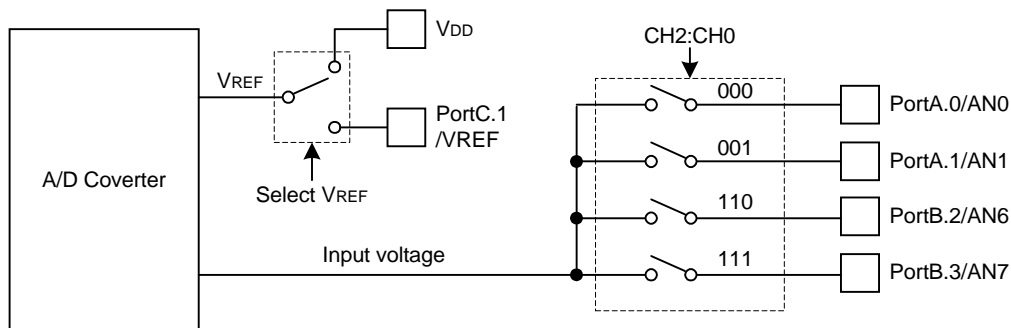 VDD
CH2:CH0
VREF
000
PortA.0/AN0
PortC.1
/VREF
001
PortA.1/AN1
A/D Coverter
Select VREF
110
PortB.2/AN6
Input voltage
111
PortB.3/AN7